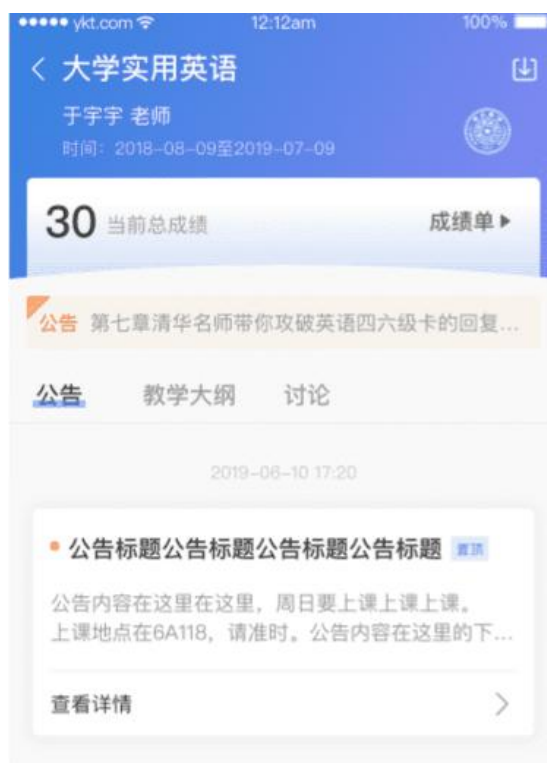 ykt.com 12:12am 100%
大学实用英语
于宇宇 老师
时间：2018-08-09至2019-07-09
30 当前总成绩 成绩单
公告 第七章清华名师带你攻破英语四六级卡的回复...
公告 教学大纲 讨论
2019-06-10 17:20
公告标题公告标题公告标题公告标题 置顶
公告内容在这里在这里，周日要上课上课上课。
上课地点在6A118，请准时。公告内容在这里的下...
查看详情